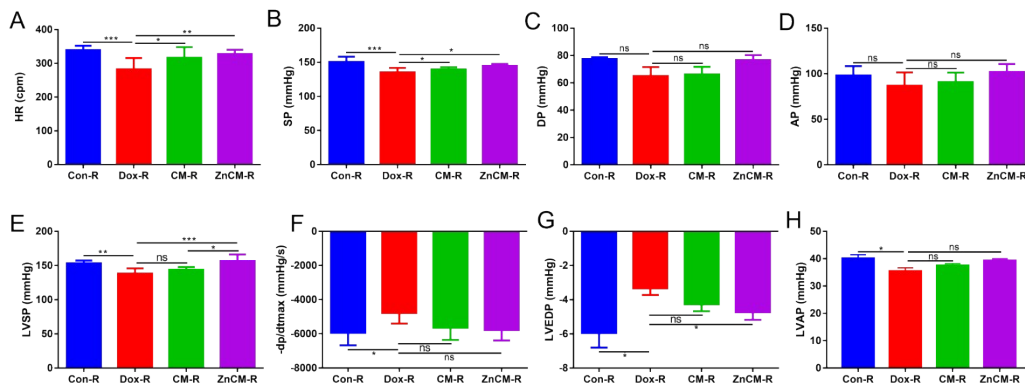 A
HR (cpm)
400
300
200
100
0
***
*
**
Con-R Dox-R CM-R ZnCM-R
B
SP (mmHg)
200
150
100
50
0
***
*
*
Con-R Dox-R CM-R ZnCM-R
C
DP (mmHg)
100
80
60
40
20
0
ns
ns
ns
Con-R Dox-R CM-R ZnCM-R
D
AP (mmHg)
150
100
50
0
ns
ns
ns
Con-R Dox-R CM-R ZnCM-R
E
LVSP (mmHg)
200
150
100
50
0
**
***
*
ns
Con-R Dox-R CM-R ZnCM-R
F
-dp/dtmax (mmHg/s)
0
-2000
-4000
-6000
-8000
*
ns
ns
Con-R Dox-R CM-R ZnCM-R
G
LVEDP (mmHg)
0
-2
-4
-6
-8
ns
*
*
Con-R Dox-R CM-R ZnCM-R
H
LVAP (mmHg)
50
40
30
20
10
0
*
ns
ns
Con-R Dox-R CM-R ZnCM-R